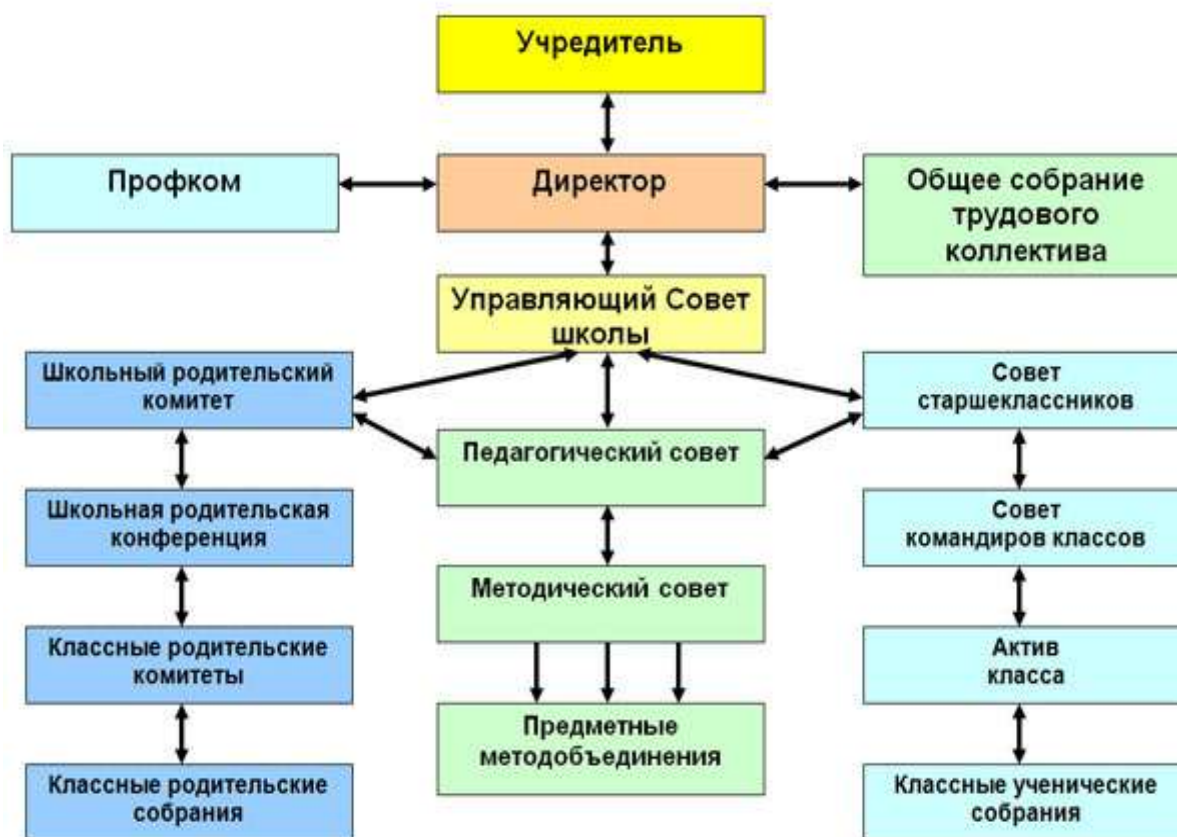 Учредитель
Профком
Директор
Общее собрание
трудового
коллектива
Управляющий Совет
школы
Школьный родительский
комитет
Совет
старшеклассников
Педагогический совет
Школьная родительская
конференция
Совет
командиров классов
Методический совет
Классные родительские
комитеты
Актив
класса
Предметные
методобъединения
Классные родительские
собрания
Классные ученические
собрания